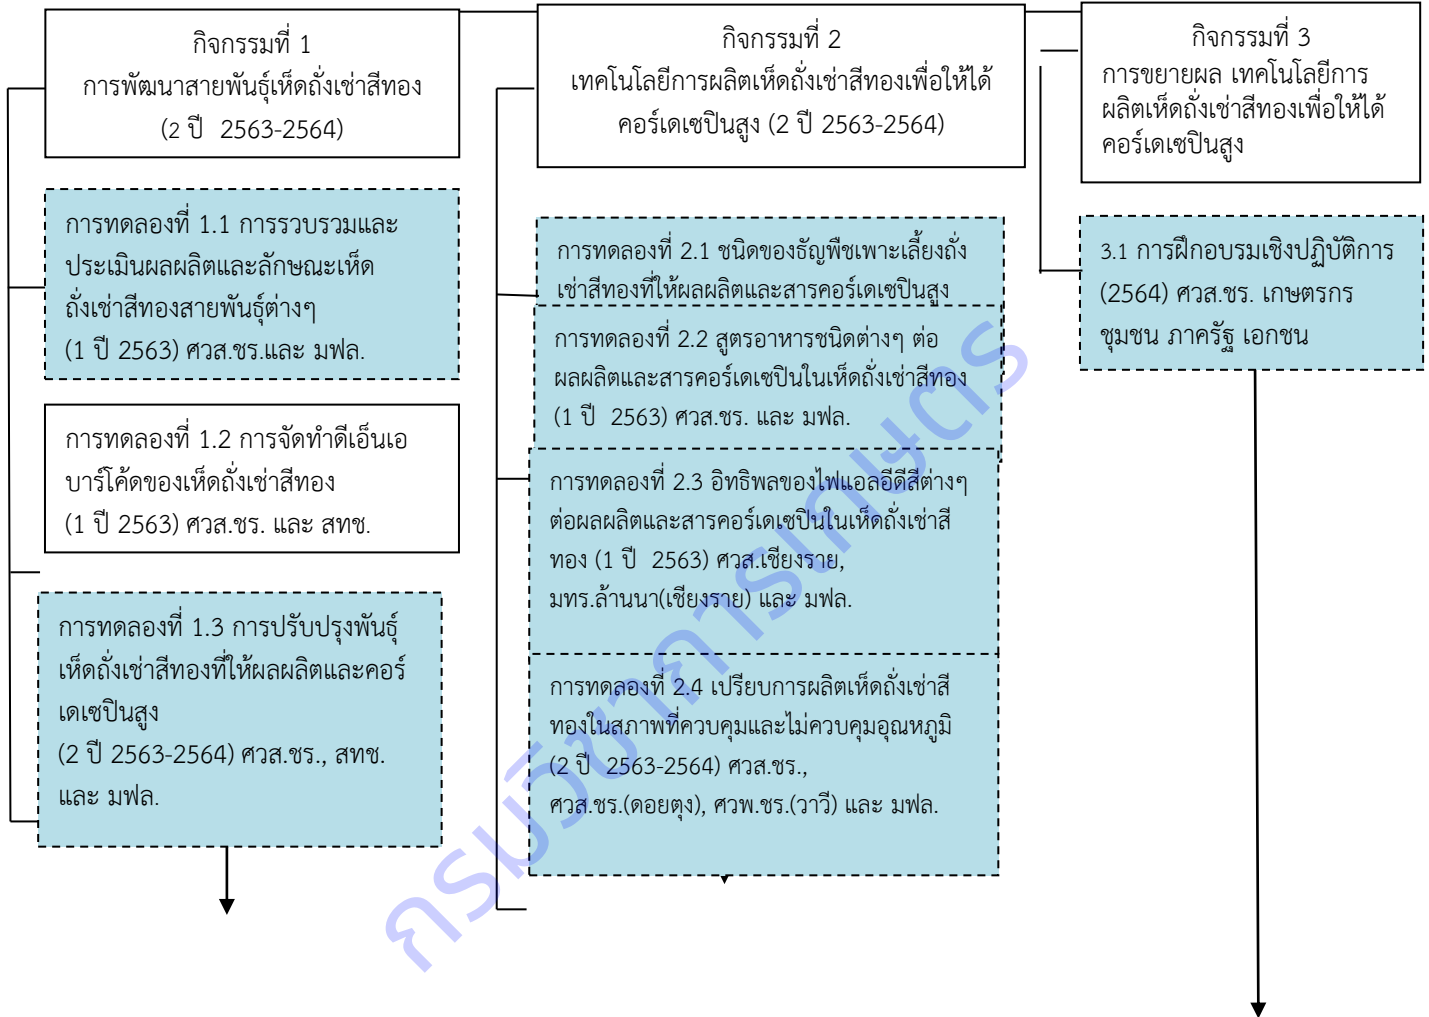 กิจกรรมที่ 1
การพัฒนาสายพันธุ์เห็ดถั่งเช่าสีทอง
(2 ปี 2563-2564)
การทดลองที่ 1.1 การรวบรวมและ
ประเมินผลผลิตและลักษณะเห็ด
ถั่งเช่าสีทองสายพันธุ์ต่างๆ
(1 ปี 2563) ศวส.ชร.และ มฟล.
การทดลองที่ 1.2 การจัดทำดีเอ็นเอ
บาร์โค้ดของเห็ดถั่งเช่าสีทอง
(1 ปี 2563) ศวส.ชร. และ สทช.
การทดลองที่ 1.3 การปรับปรุงพันธุ์
เห็ดถั่งเช่าสีทองที่ให้ผลผลิตและคอร์
เดเซปินสูง
(2 ปี 2563-2564) ศวส.ชร., สทช.
และ มฟล.
กิจกรรมที่ 2
เทคโนโลยีการผลิตเห็ดถั่งเช่าสีทองเพื่อให้ได้
คอร์เดเซปินสูง (2 ปี 2563-2564)
การทดลองที่ 2.1 ชนิดของธัญพืชเพาะเลี้ยงถั่ง
เช่าสีทองที่ให้ผลผลิตและสารคอร์เดเซปินสูง
การทดลองที่ 2.2 สูตรอาหารชนิดต่างๆ ต่อ
ผลผลิตและสารคอร์เดเซปินในเห็ดถั่งเช่าสีทอง
(1 ปี 2563) ศวส.ชร. และ มฟล.
การทดลองที่ 2.3 อิทธิพลของไฟแอลอีดีสีต่างๆ
ต่อผลผลิตและสารคอร์เดเซปินในเห็ดถั่งเช่าสี
ทอง (1 ปี 2563) ศวส.เชียงราย,
มทร.ล้านนา(เชียงราย) และ มฟล.
การทดลองที่ 2.4 เปรียบการผลิตเห็ดถั่งเช่าสี
ทองในสภาพที่ควบคุมและไม่ควบคุมอุณหภูมิ
(2 ปี 2563-2564) ศวส.ชร.,
ศวส.ชร.(ดอยตุง), ศวพ.ชร.(วาวี) และ มฟล.
กิจกรรมที่ 3
การขยายผล เทคโนโลยีการ
ผลิตเห็ดถั่งเช่าสีทองเพื่อให้ได้
คอร์เดเซปินสูง
3.1 การฝึกอบรมเชิงปฏิบัติการ
(2564) ศวส.ชร. เกษตรกร
ชุมชน ภาครัฐ เอกชน
กรมวิชาการเกษตร